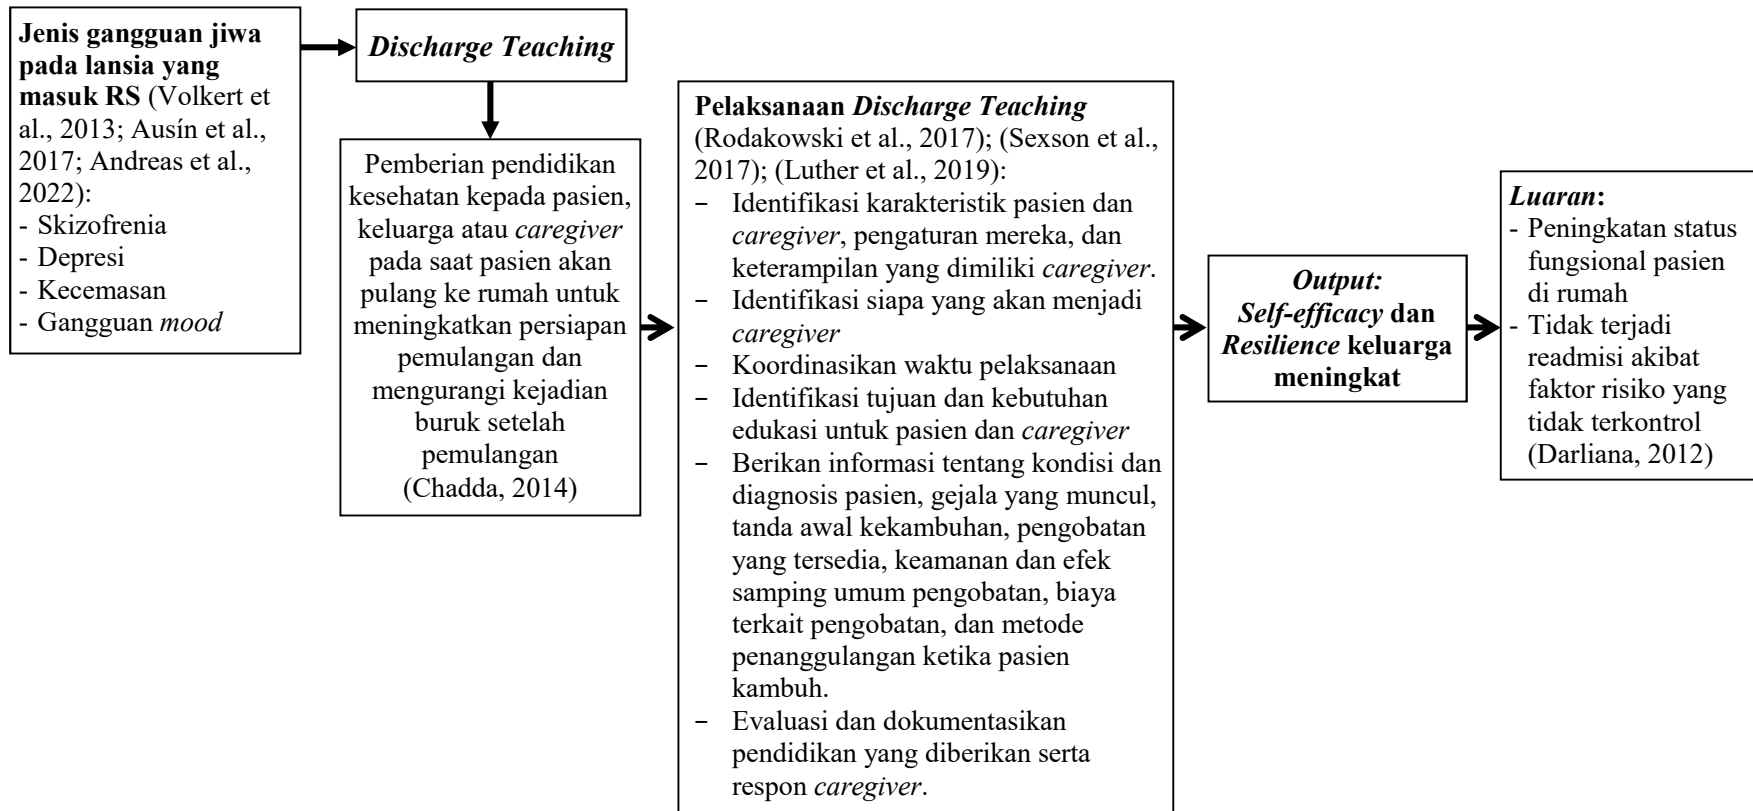 Jenis gangguan jiwa
pada lansia yang
masuk RS (Volkert et
al., 2013; Ausín et al.,
2017; Andreas et al.,
2022):
- Skizofrenia
- Depresi
- Kecemasan
- Gangguan mood
Discharge Teaching
Pemberian pendidikan
kesehatan kepada pasien,
keluarga atau caregiver
pada saat pasien akan
pulang ke rumah untuk
meningkatkan persiapan
pemulangan dan
mengurangi kejadian
buruk setelah
pemulangan
(Chadda, 2014)
Pelaksanaan Discharge Teaching
(Rodakowski et al., 2017); (Sexson et al.,
2017); (Luther et al., 2019):
− Identifikasi karakteristik pasien dan
caregiver, pengaturan mereka, dan
keterampilan yang dimiliki caregiver.
− Identifikasi siapa yang akan menjadi
caregiver
− Koordinasikan waktu pelaksanaan
− Identifikasi tujuan dan kebutuhan
edukasi untuk pasien dan caregiver
− Berikan informasi tentang kondisi dan
diagnosis pasien, gejala yang muncul,
tanda awal kekambuhan, pengobatan
yang tersedia, keamanan dan efek
samping umum pengobatan, biaya
terkait pengobatan, dan metode
penanggulangan ketika pasien
kambuh.
− Evaluasi dan dokumentasikan
pendidikan yang diberikan serta
respon caregiver.
Output:
Self-efficacy dan
Resilience keluarga
meningkat
Luaran:
- Peningkatan status
fungsional pasien
di rumah
- Tidak terjadi
readmisi akibat
faktor risiko yang
tidak terkontrol
(Darliana, 2012)